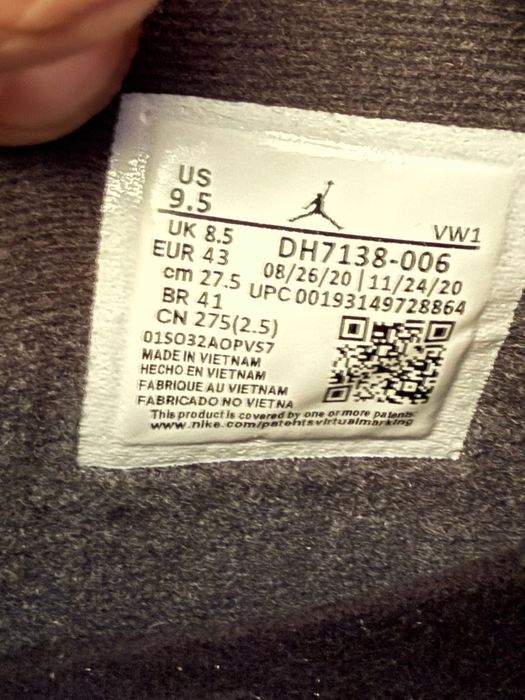 US
9.5
VW1
UK 8.5
DH7138-006
EUR 43
08/26/20 | 11/24/20
cm 27.5
UPC 00193149728864
BR 41
CN 275(2.5)
01SO32AOPVS7
MADE IN VIETNAM
HECHO EN VIETNAM
FABRIQUE AU VIETNAM
FABRICADO NO VIETNA
This product is covered by one or more patents
www.nike.com/patentsvirtualmarking